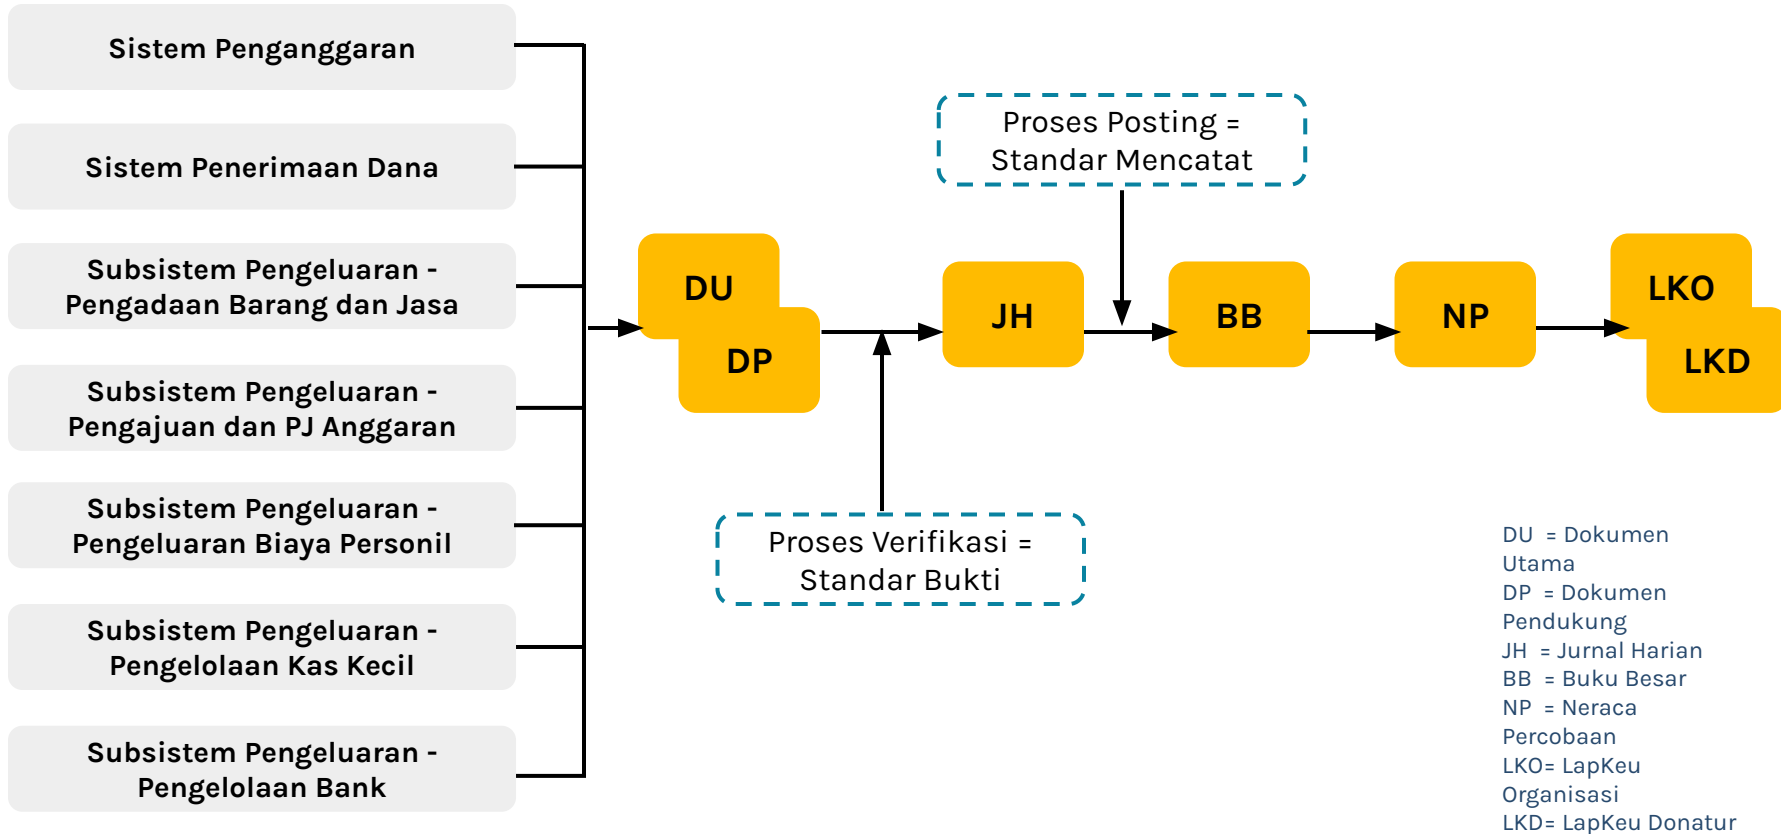 Sistem Penganggaran
Sistem Penerimaan Dana
Subsistem Pengeluaran -
Pengadaan Barang dan Jasa
Subsistem Pengeluaran -
Pengajuan dan PJ Anggaran
Subsistem Pengeluaran -
Pengeluaran Biaya Personil
Subsistem Pengeluaran -
Pengelolaan Kas Kecil
Subsistem Pengeluaran -
Pengelolaan Bank
DU
DP
Proses Verifikasi =
Standar Bukti
JH
Proses Posting =
Standar Mencatat
BB
NP
LKO
LKD
DU = Dokumen
Utama
DP = Dokumen
Pendukung
JH = Jurnal Harian
BB = Buku Besar
NP = Neraca
Percobaan
LKO= LapKeu
Organisasi
LKD= LapKeu Donatur